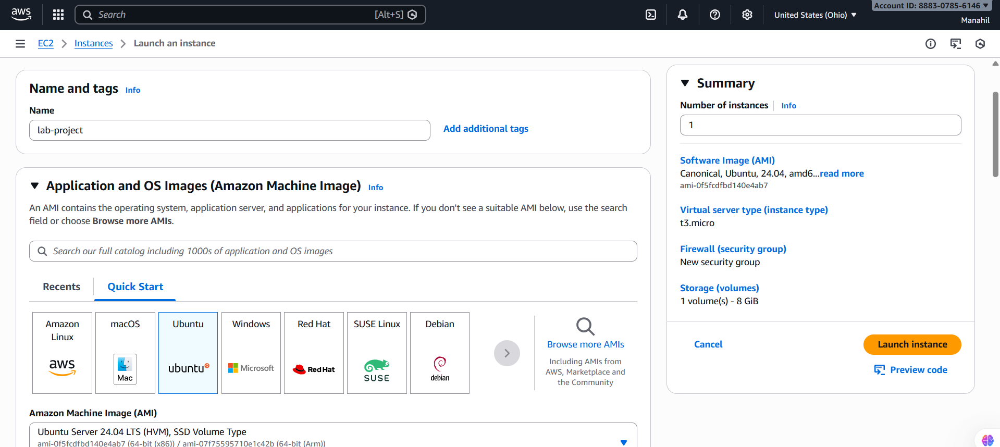 aws
Search
[Alt+S]
United States (Ohio)
Account ID: 8883-0785-6146
Manahil
EC2
Instances
Launch an instance
Name and tags
Info
Name
lab-project
Add additional tags
Application and OS Images (Amazon Machine Image)
Info
An AMI contains the operating system, application server, and applications for your instance. If you don't see a suitable AMI below, use the search
field or choose Browse more AMIs.
Search our full catalog including 1000s of application and OS images
Recents
Quick Start
Amazon
Linux
aws
macOS
Mac
Ubuntu
ubuntu
Windows
Microsoft
Red Hat
Red Hat
SUSE Linux
SUSE
Debian
debian
Browse more AMIs
Including AMIs from
AWS, Marketplace and
the Community
Amazon Machine Image (AMI)
Ubuntu Server 24.04 LTS (HVM), SSD Volume Type
ami-0f5fcdfbd140e4ab7 (64-bit (x86)) / ami-07f75595710e1c42b (64-bit (Arm))
Summary
Number of instances
Info
1
Software Image (AMI)
Canonical, Ubuntu, 24.04, amd6...read more
ami-0f5fcdfbd140e4ab7
Virtual server type (instance type)
t3.micro
Firewall (security group)
New security group
Storage (volumes)
1 volume(s) - 8 GiB
Cancel
Launch instance
Preview code